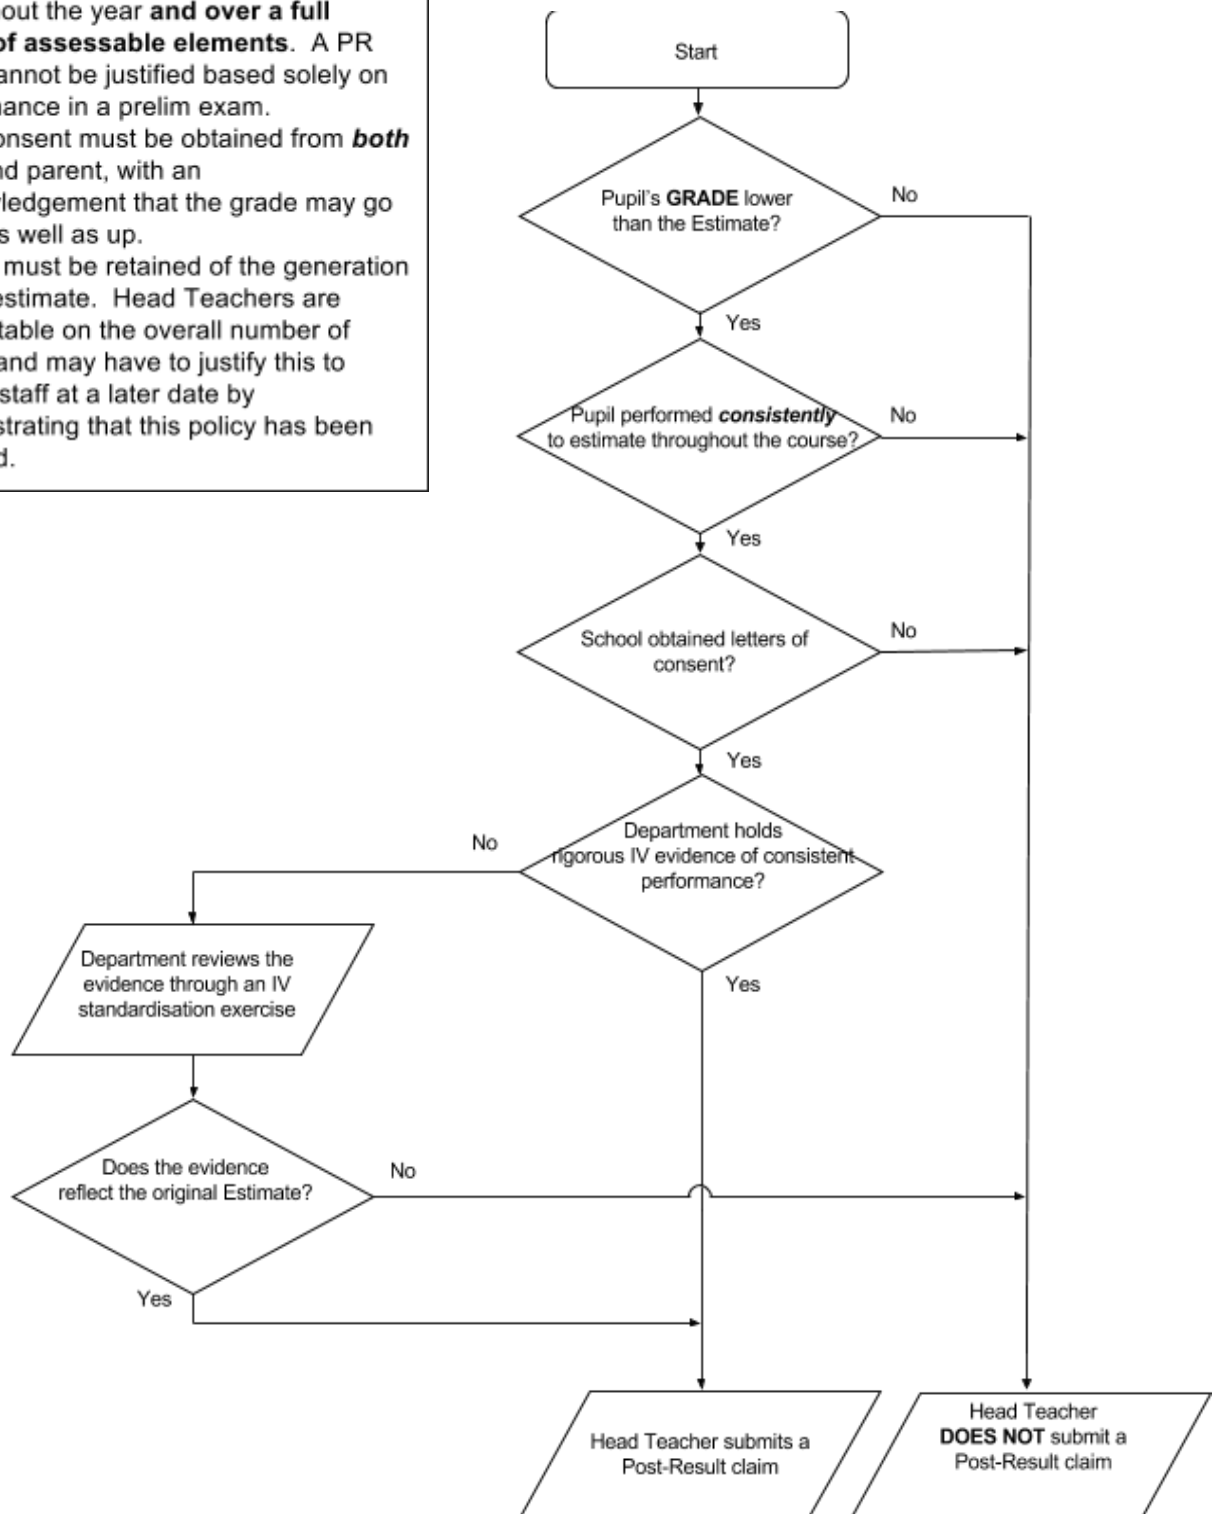 out the year and over a full
of assessable elements. A PR
annot be justified based solely on
ance in a prelim exam.
onsent must be obtained from both
nd parent, with an
ledgement that the grade may go
s well as up.
must be retained of the generation
estimate. Head Teachers are
table on the overall number of
and may have to justify this to
staff at a later date by
strating that this policy has been
d.
Start
Pupil's GRADE lower
than the Estimate?
No
Yes
Pupil performed consistently
to estimate throughout the course?
No
Yes
School obtained letters of
consent?
No
Yes
Department holds
rigorous IV evidence of consistent
performance?
No
Yes
Department reviews the
evidence through an IV
standardisation exercise
Does the evidence
reflect the original Estimate?
No
Yes
Head Teacher submits a
Post-Result claim
Head Teacher
DOES NOT submit a
Post-Result claim